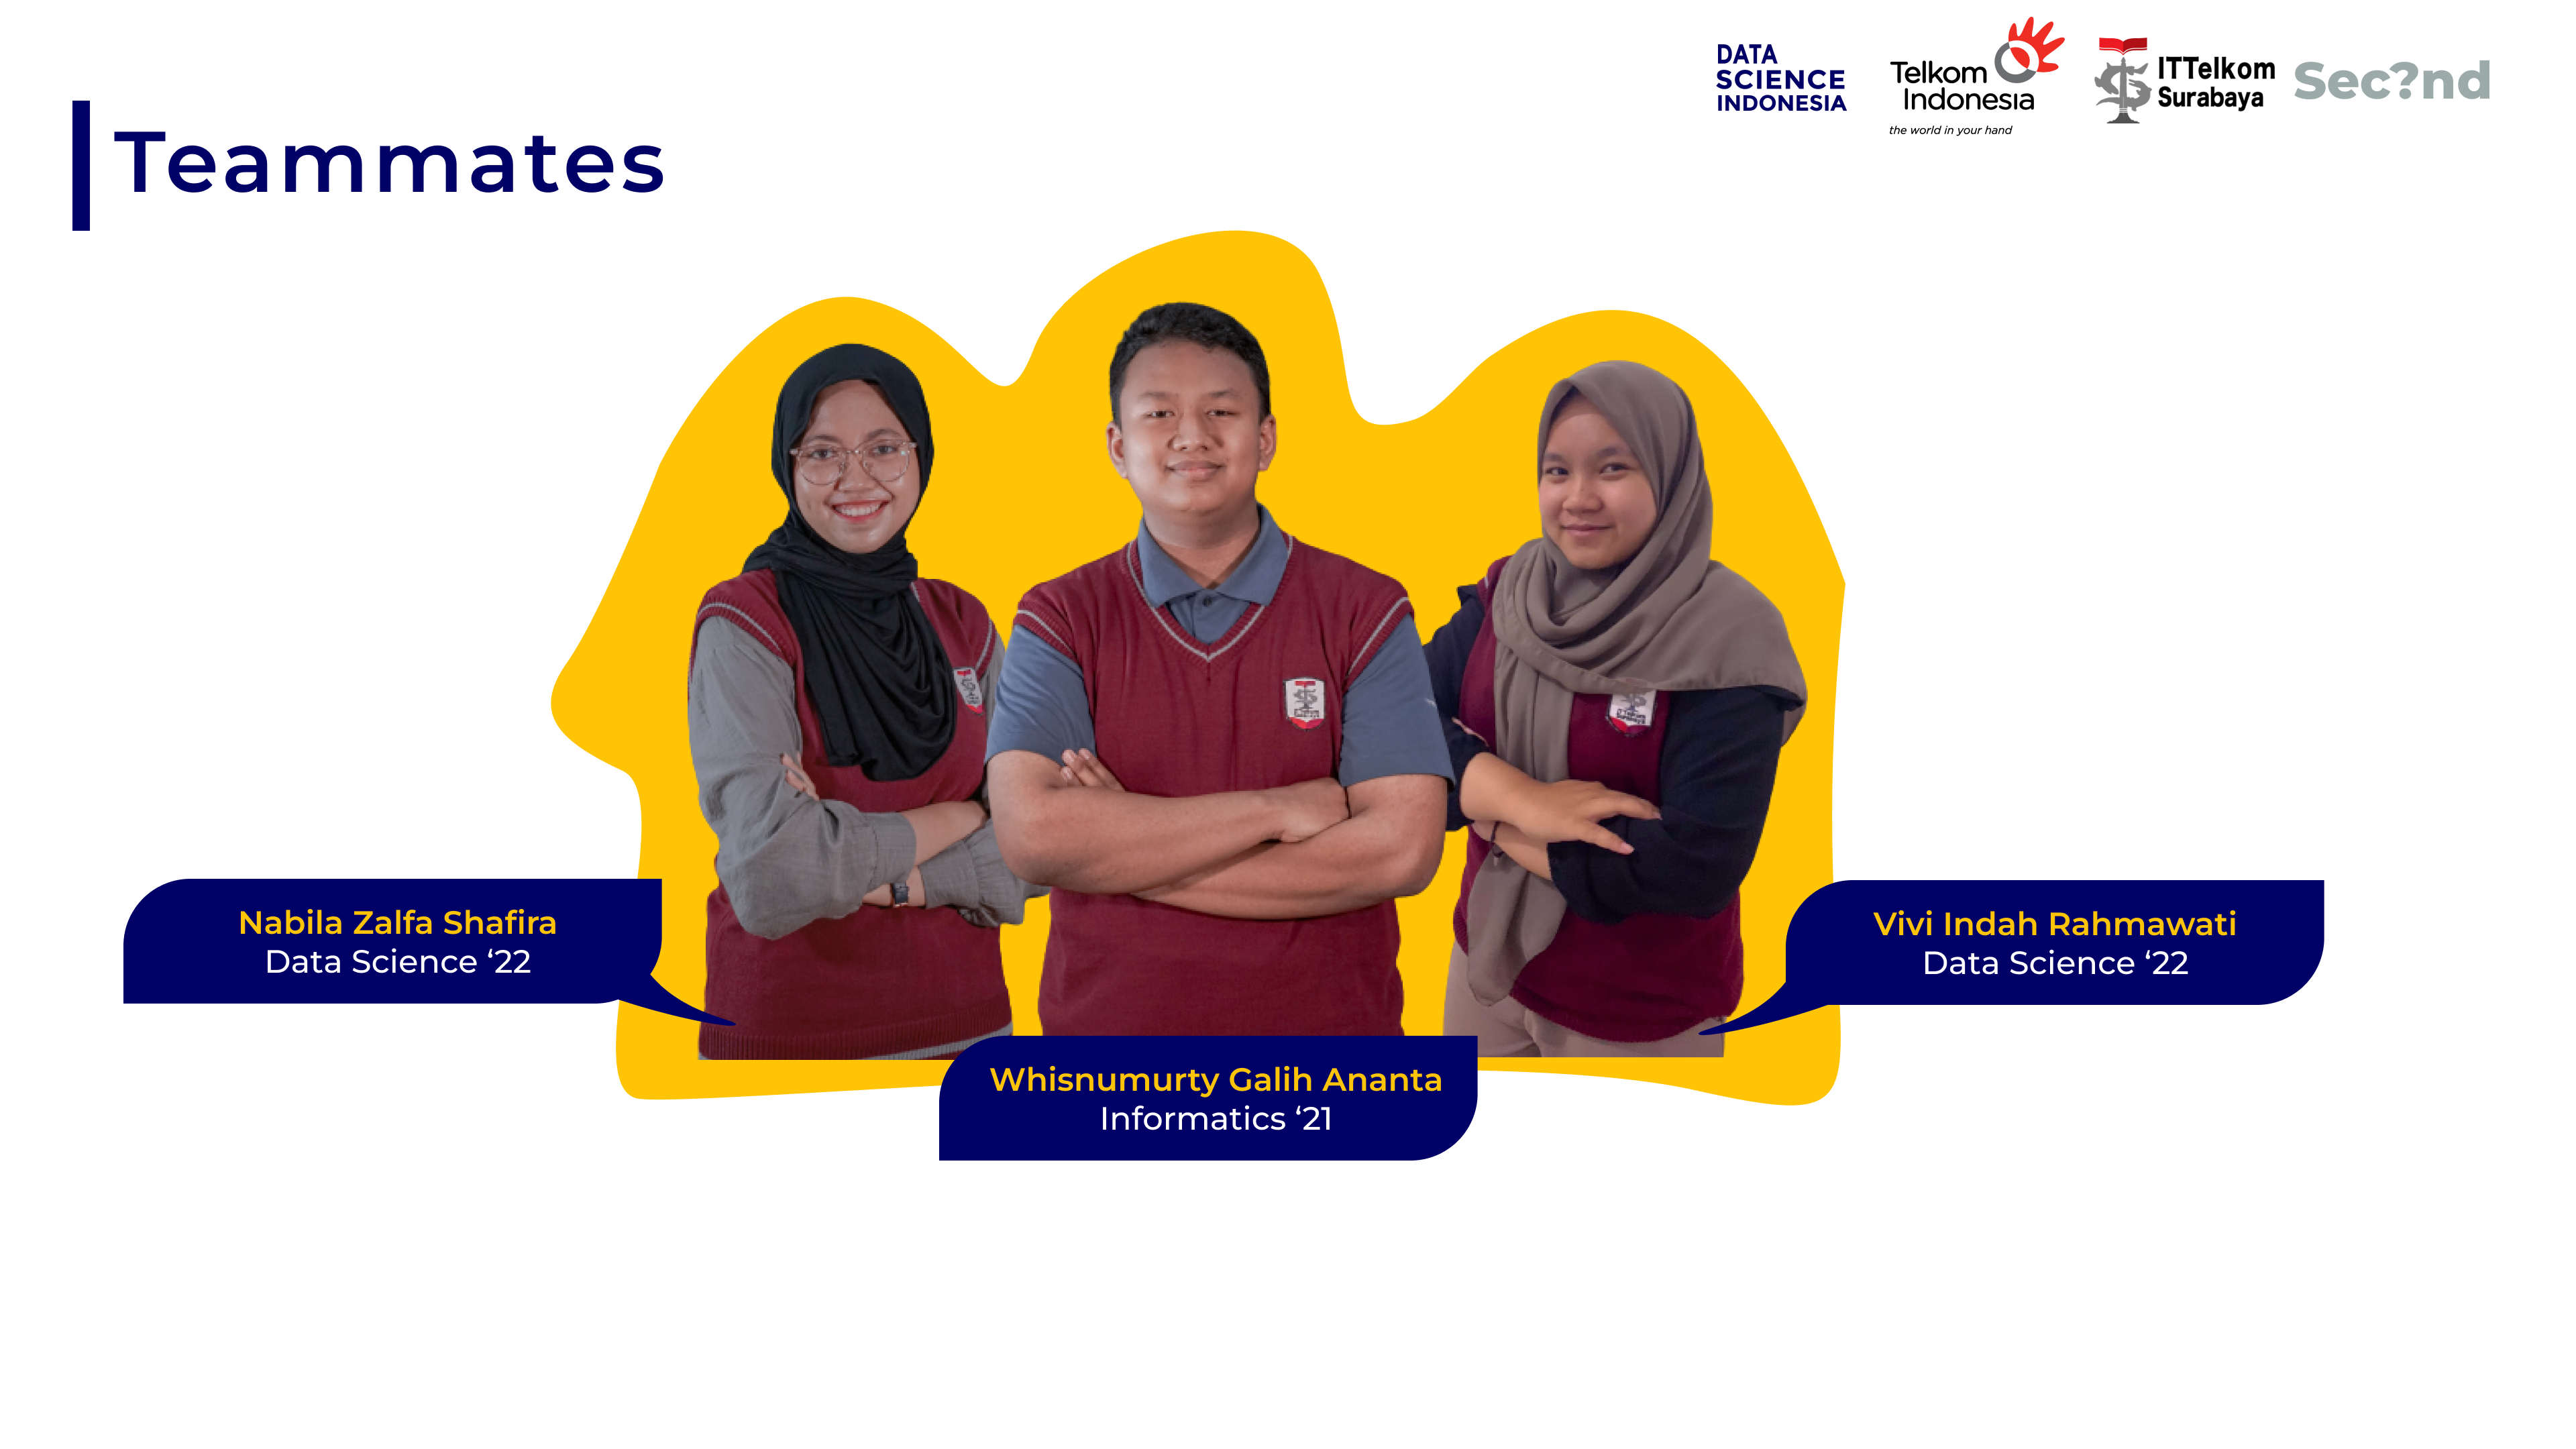 DATA
SCIENCE
INDONESIA
Telkom
Indonesia
the world in your hand
ITTelkom
Surabaya
Sec?nd
Teammates
Nabila Zalfa Shafira
Data Science ‘22
Vivi Indah Rahmawati
Data Science ‘22
Whisnumurty Galih Ananta
Informatics ‘21